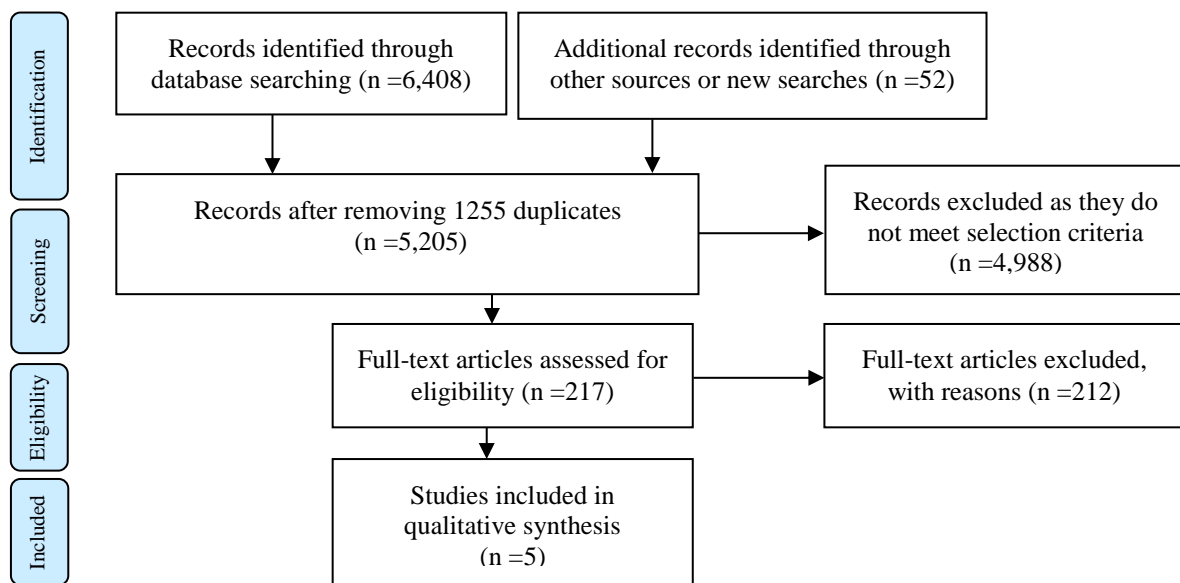 Identification
Records identified through
database searching (n =6,408)
Additional records identified through
other sources or new searches (n =52)
Screening
Records after removing 1255 duplicates
(n =5,205)
Records excluded as they do
not meet selection criteria
(n =4,988)
Eligibility
Full-text articles assessed for
eligibility (n =217)
Full-text articles excluded,
with reasons (n =212)
Included
Studies included in
qualitative synthesis
(n =5)